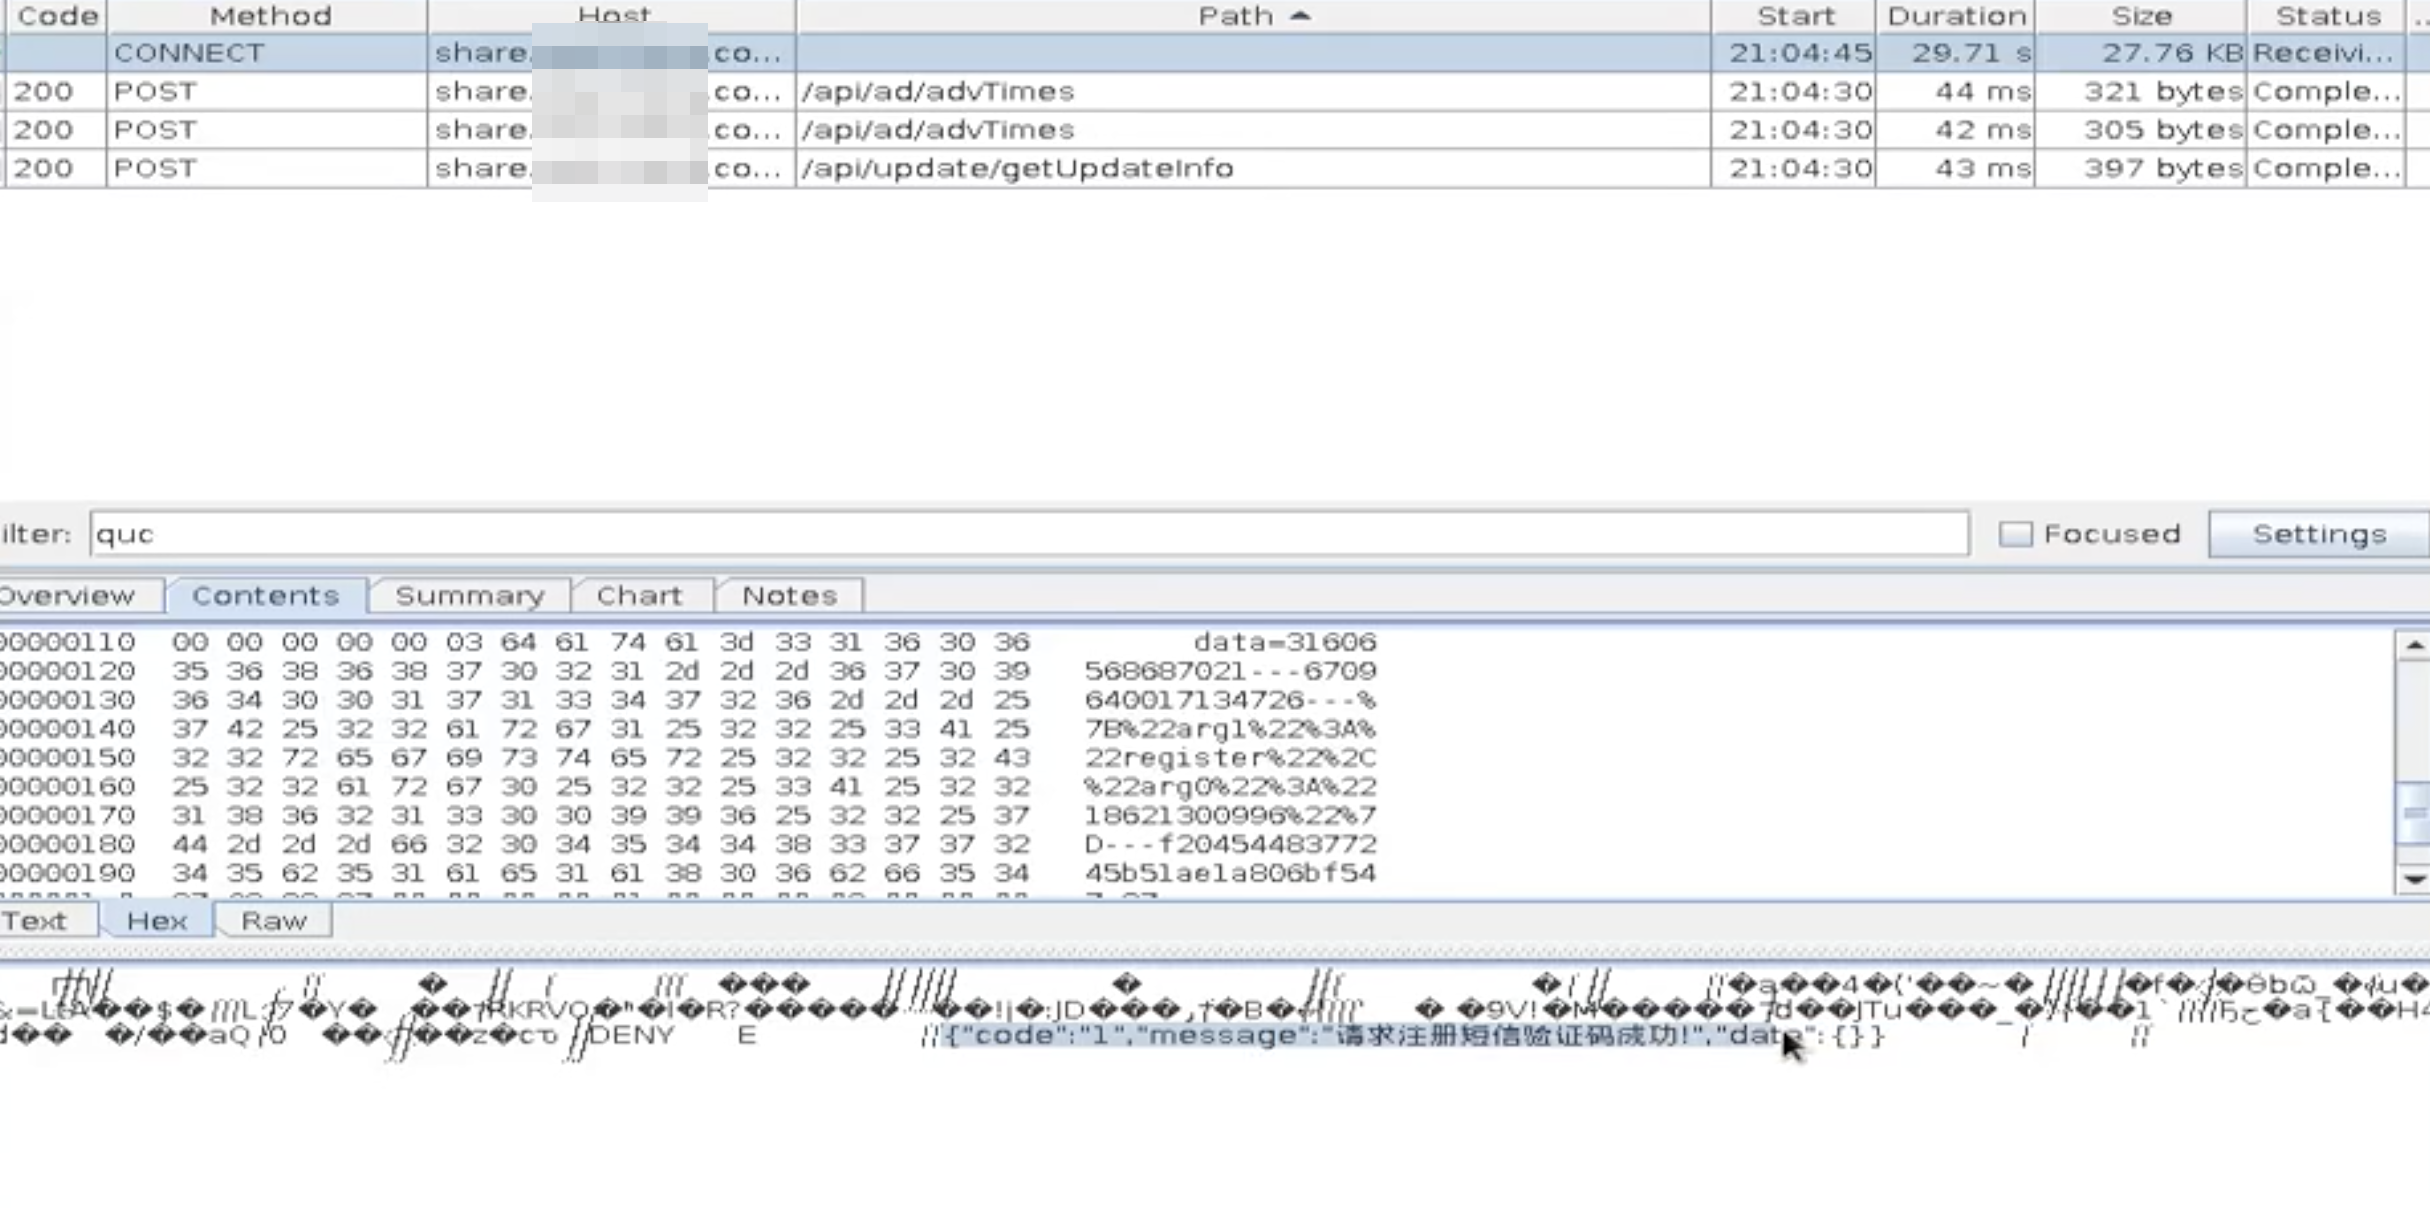 Code Method Host Path Start Duration Size Status ...
CONNECT share. .co... 21:04:45 29.71 s 27.76 KB Receivi...
200 POST share. .co... /api/ad/advTimes 21:04:30 44 ms 321 bytes Comple...
200 POST share. .co... /api/ad/advTimes 21:04:30 42 ms 305 bytes Comple...
200 POST share. .co... /api/update/getUpdateInfo 21:04:30 43 ms 397 bytes Comple...
ilter: quc Focused Settings
Overview Contents Summary Chart Notes
00000110 00 00 00 00 00 03 64 61 74 61 3d 33 31 36 30 36 data=31606
00000120 35 36 38 36 38 37 30 32 31 2d 2d 2d 36 37 30 39 568687021---6709
00000130 36 34 30 30 31 37 31 33 34 37 32 36 2d 2d 2d 25 640017134726---%
00000140 37 42 25 32 32 61 72 67 31 25 32 32 25 33 41 25 7B%22arg1%22%3A%
00000150 32 32 72 65 67 69 73 74 65 72 25 32 32 25 32 43 22register%22%2C
00000160 25 32 32 61 72 67 30 25 32 32 25 33 41 25 32 32 %22arg0%22%3A%22
00000170 31 38 36 32 31 33 30 30 39 39 36 25 32 32 25 37 18621300996%22%7
00000180 44 2d 2d 2d 66 32 30 34 35 34 34 38 33 37 37 32 D---f20454483772
00000190 34 35 62 35 31 61 65 31 61 38 30 36 62 66 35 34 45b51ae1a806bf54
Text Hex Raw
DENY E {"code":"1","message":"请求注册短信验证码成功!","date":{}}